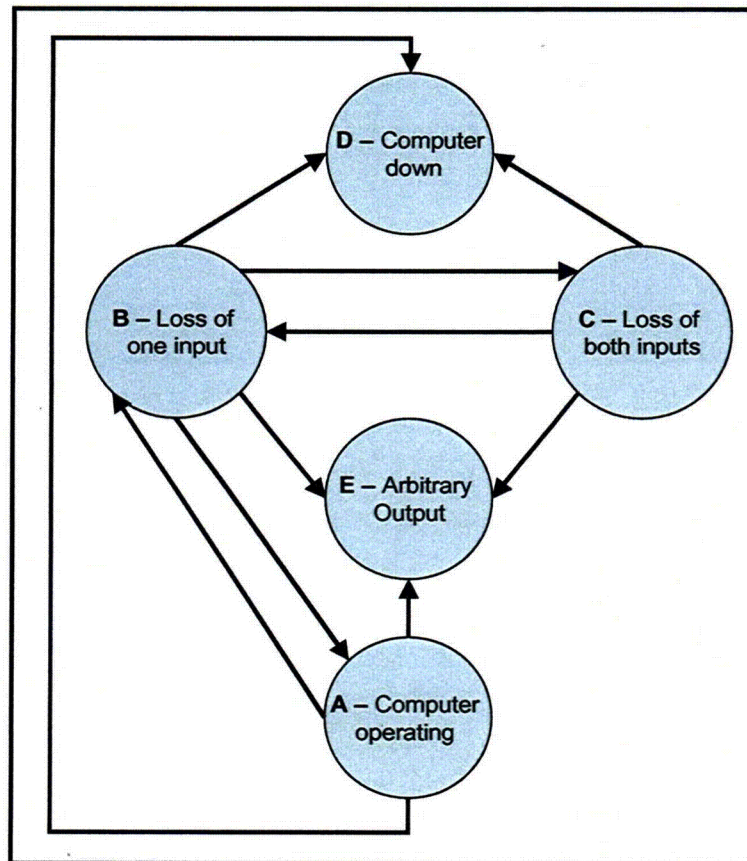 D – Computer
down
B – Loss of
one input
C – Loss of
both inputs
E – Arbitrary
Output
A – Computer
operating